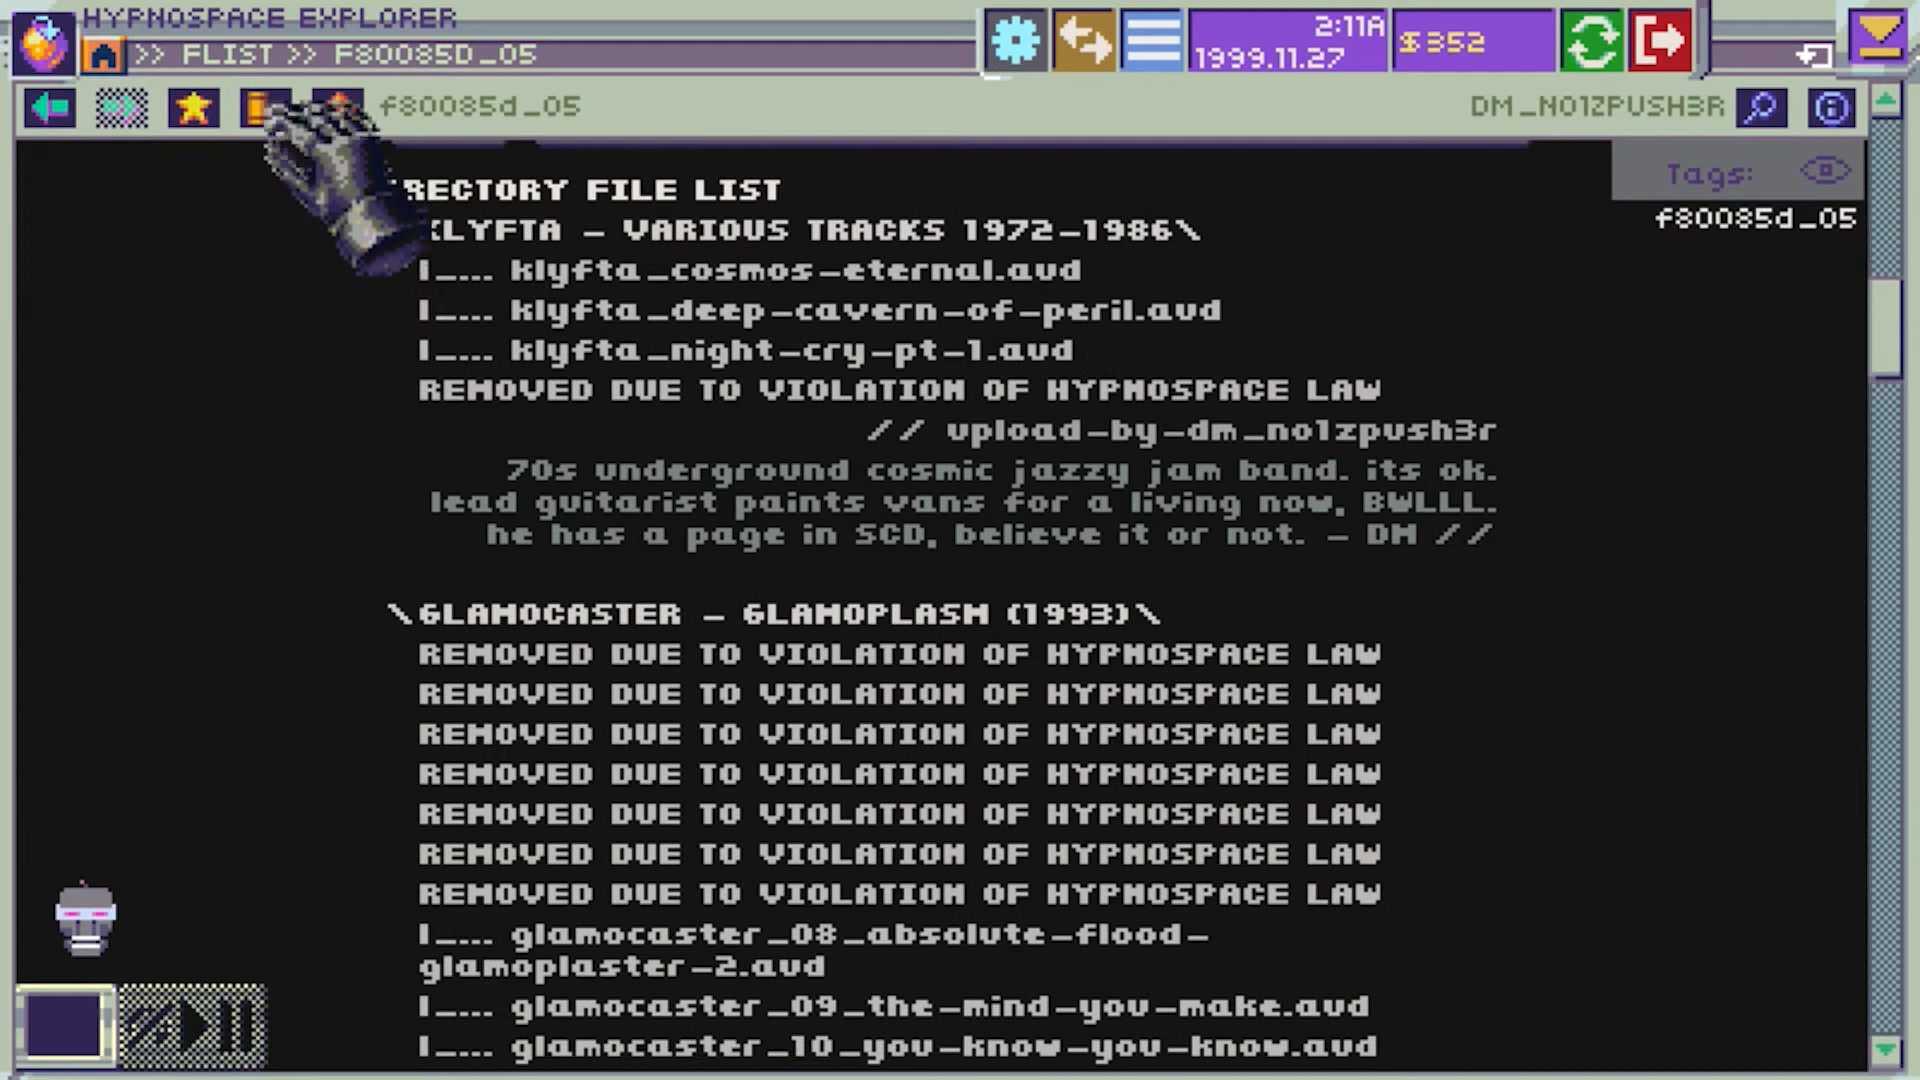 HYPNOSPACE EXPLORER
>> FLIST >> F80085D_05
2:11A
1999.11.27
$352
f80085d_05
DM_NO1ZPUSH3R
Tags:
f80085d_05
RECTORY FILE LIST
KLYFTA - VARIOUS TRACKS 1972-1986\
|_... klyfta_cosmos-eternal.aud
|_... klyfta_deep-cavern-of-peril.aud
|_... klyfta_night-cry-pt-1.aud
REMOVED DUE TO VIOLATION OF HYPNOSPACE LAW
// upload-by-dm_no1zpush3r
70s underground cosmic jazzy jam band. its ok.
lead guitarist paints vans for a living now, BWLLL.
he has a page in SCD, believe it or not. - DM //
\GLAMOCASTER - GLAMOPLASM (1993)\
REMOVED DUE TO VIOLATION OF HYPNOSPACE LAW
REMOVED DUE TO VIOLATION OF HYPNOSPACE LAW
REMOVED DUE TO VIOLATION OF HYPNOSPACE LAW
REMOVED DUE TO VIOLATION OF HYPNOSPACE LAW
REMOVED DUE TO VIOLATION OF HYPNOSPACE LAW
REMOVED DUE TO VIOLATION OF HYPNOSPACE LAW
REMOVED DUE TO VIOLATION OF HYPNOSPACE LAW
|_... glamocaster_08_absolute-flood-
glamoplaster-2.aud
|_... glamocaster_09_the-mind-you-make.aud
|_... glamocaster_10_you-know-you-know.aud